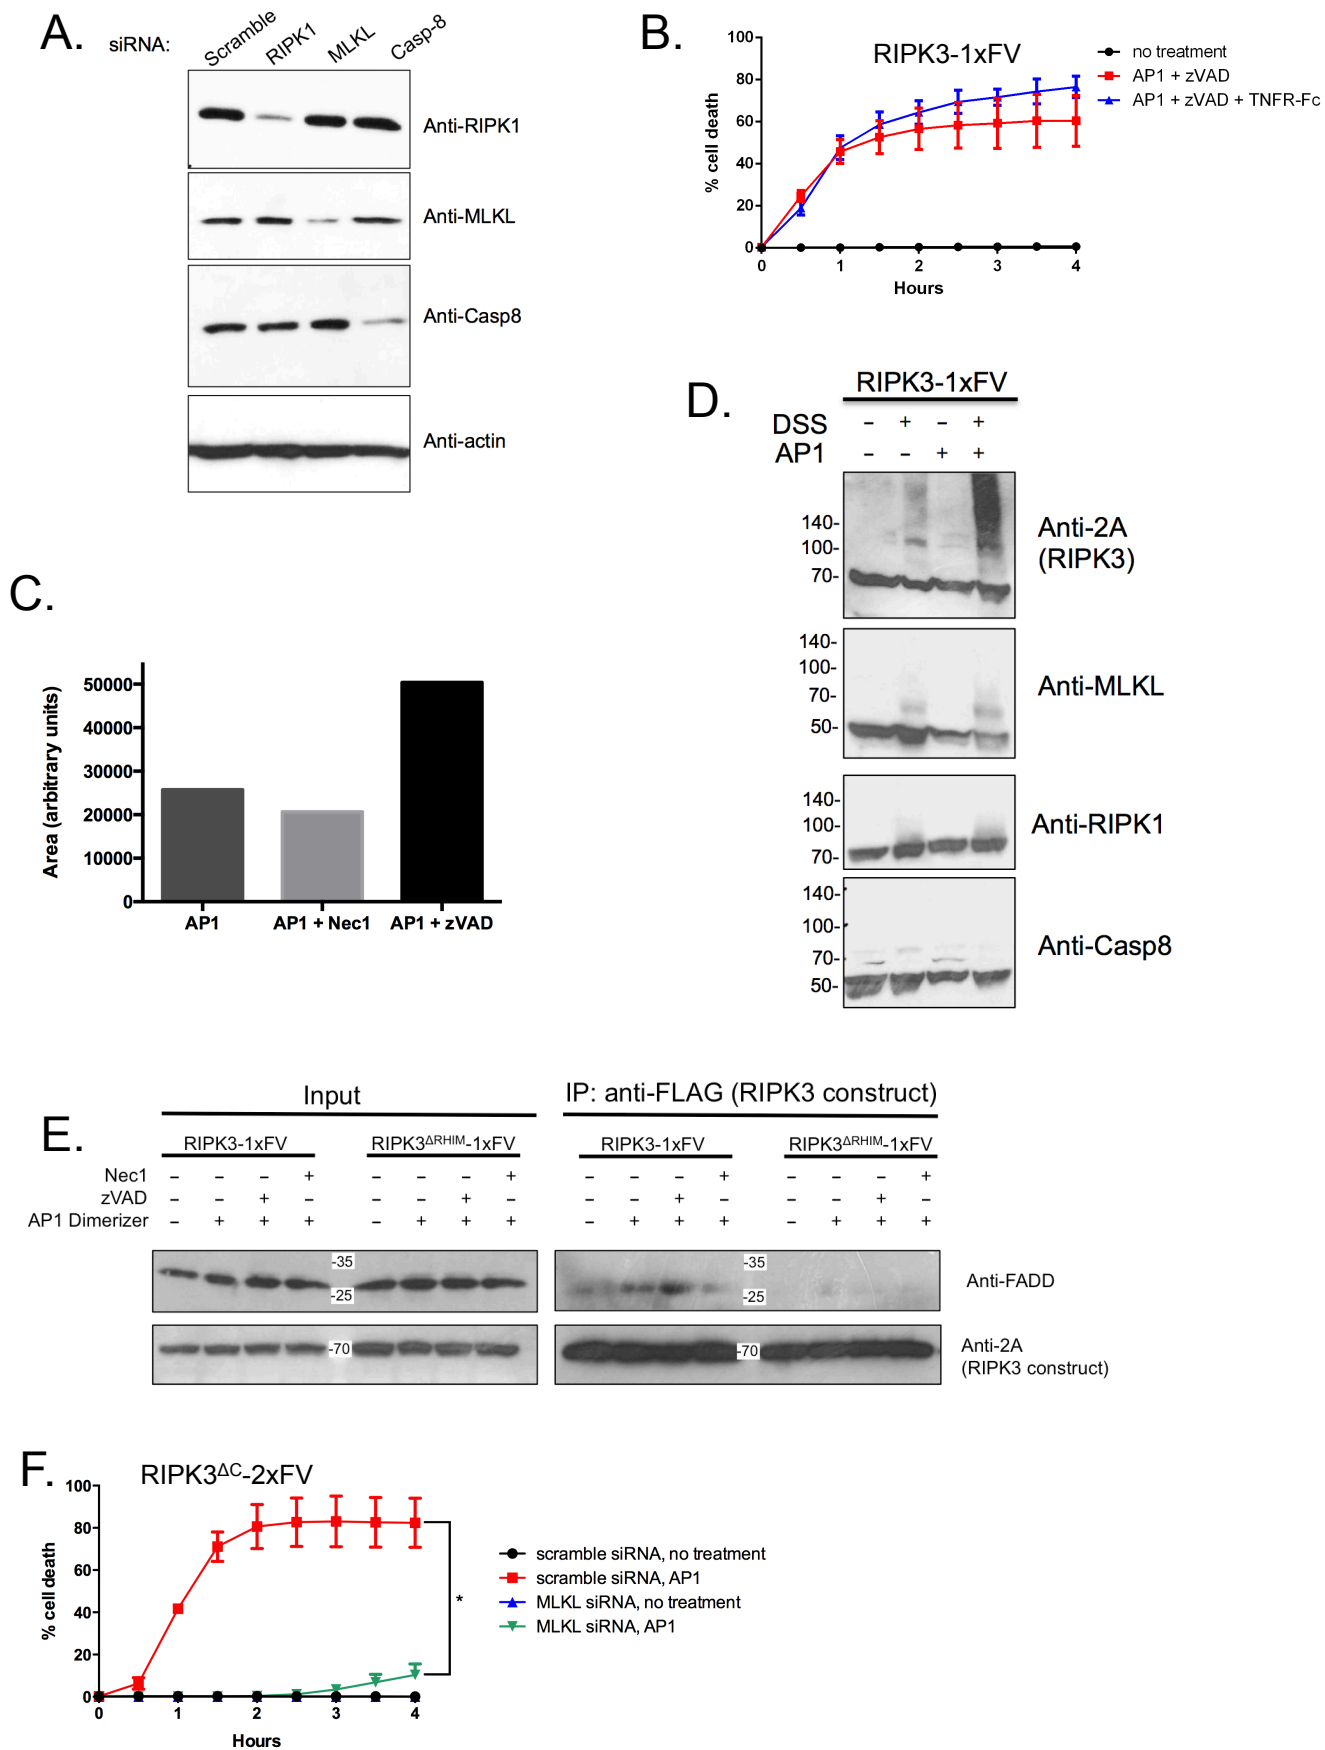 A.
siRNA:
Scramble
RIPK1
MLKL
Casp-8
Anti-RIPK1
Anti-MLKL
Anti-Casp8
Anti-actin
B.
RIPK3-1xFV
% cell death
100
80
60
40
20
0
0 1 2 3 4
Hours
no treatment
AP1 + zVAD
AP1 + zVAD + TNFR-Fc
C.
Area (arbitrary units)
50000
40000
30000
20000
10000
0
AP1 AP1 + Nec1 AP1 + zVAD
D.
RIPK3-1xFV
DSS – + – +
AP1 – – + +
140-
100-
70-
Anti-2A
(RIPK3)
140-
100-
70-
50-
Anti-MLKL
140-
100-
70-
Anti-RIPK1
140-
100-
70-
50-
Anti-Casp8
E.
Input
IP: anti-FLAG (RIPK3 construct)
RIPK3-1xFV RIPK3ΔRHIM-1xFV RIPK3-1xFV RIPK3ΔRHIM-1xFV
Nec1 – – – + – – – + – – – + – – – +
zVAD – – + – – – + – – – + – – – + –
AP1 Dimerizer – + + + – + + + – + + + – + + +
-35
-25
-35
-25
Anti-FADD
-70
-70
Anti-2A
(RIPK3 construct)
F.
RIPK3ΔC-2xFV
% cell death
100
80
60
40
20
0
0 1 2 3 4
Hours
*
scramble siRNA, no treatment
scramble siRNA, AP1
MLKL siRNA, no treatment
MLKL siRNA, AP1